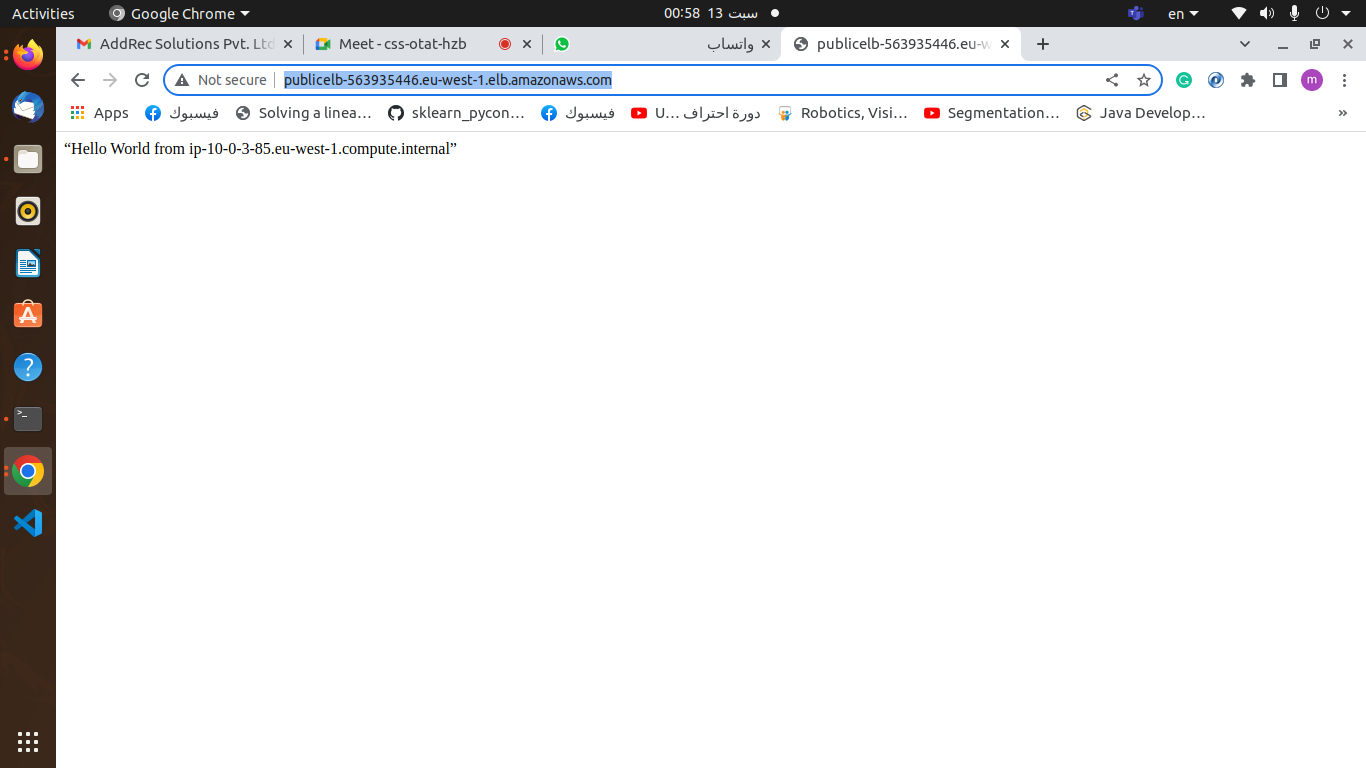 Activities Google Chrome 00:58 13 سبت en
AddRec Solutions Pvt. Ltd Meet - css-otat-hzb واتساب publicelb-563935446.eu-w
Not secure publicelb-563935446.eu-west-1.elb.amazonaws.com m
Apps فيسبوك Solving a linea… sklearn_pycon… فيسبوك U… دورة احتراف Robotics, Visi… Segmentation… Java Develop… »
“Hello World from ip-10-0-3-85.eu-west-1.compute.internal”